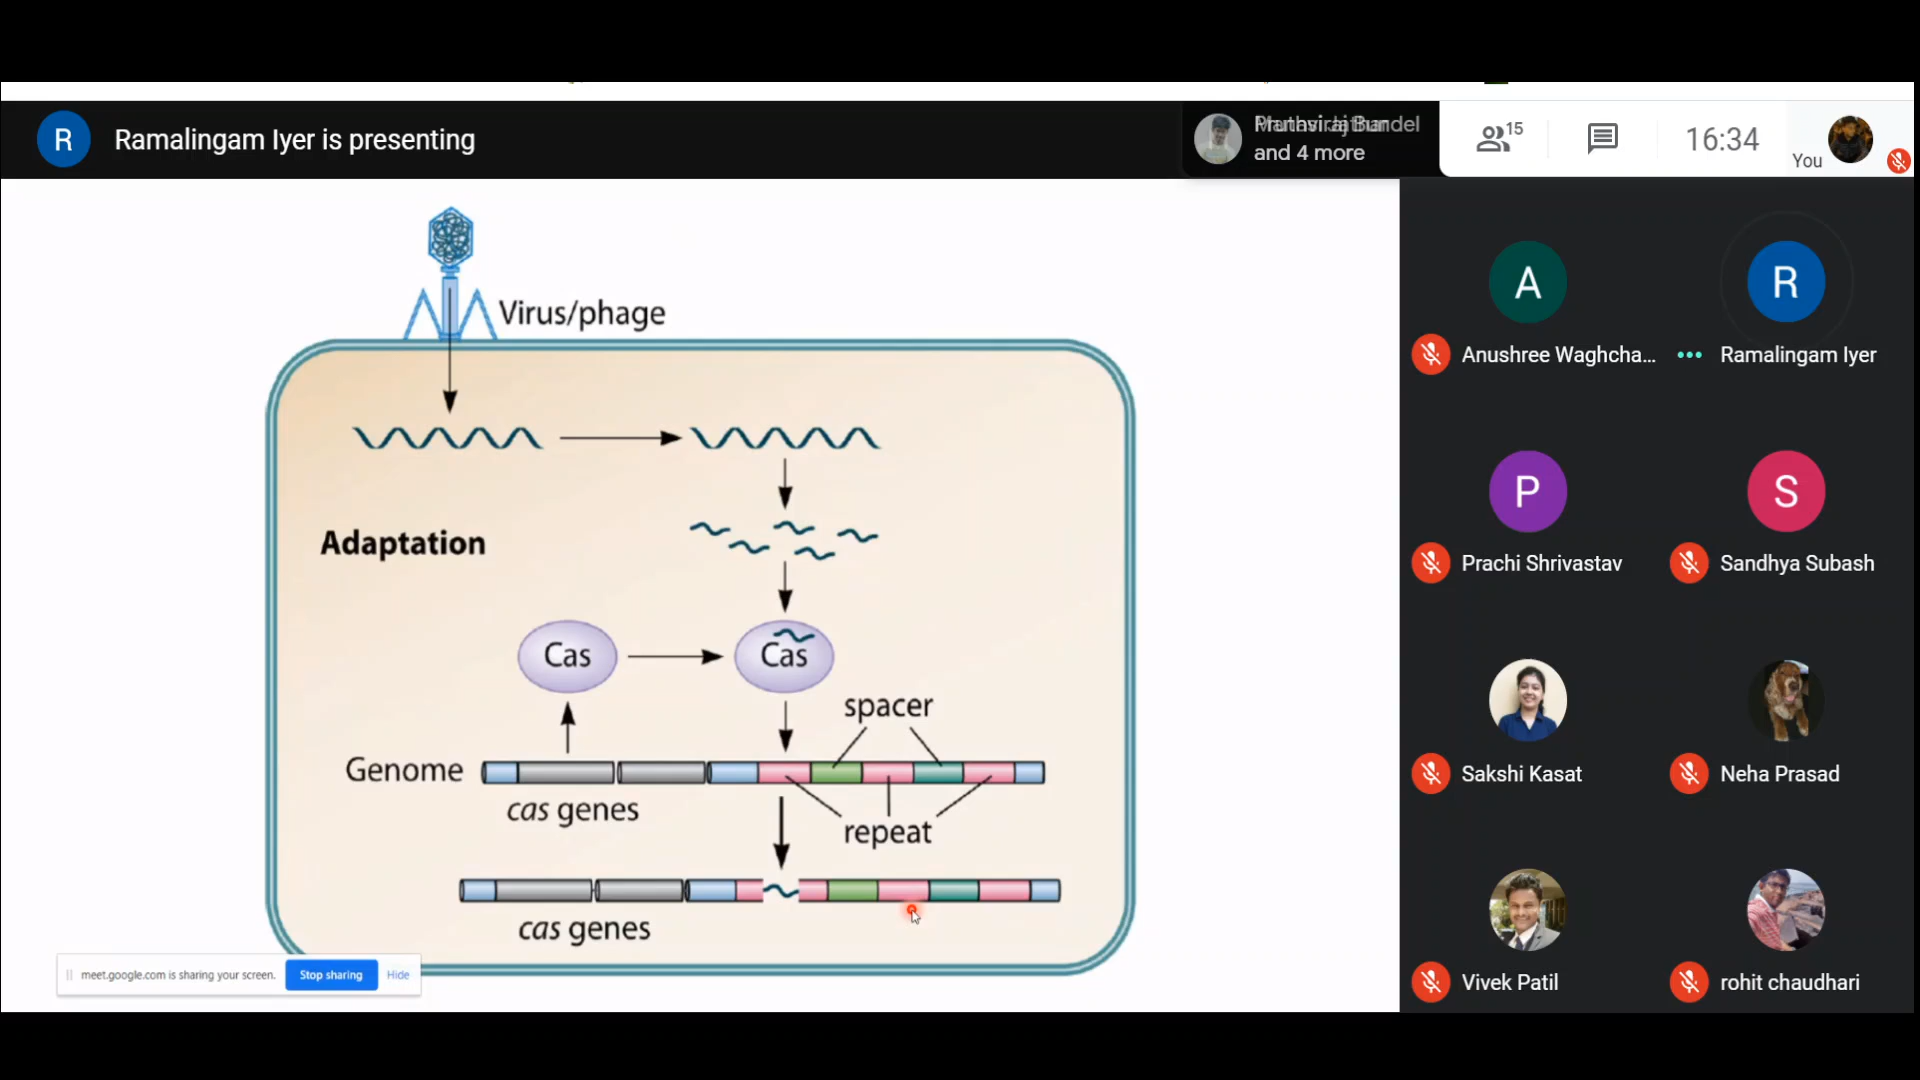 R
Ramalingam Iyer is presenting
and 4 more
15
16:34
You
Virus/phage
Adaptation
Cas
Cas
spacer
Genome
cas genes
repeat
cas genes
meet.google.com is sharing your screen.
Stop sharing
Hide
A
R
Anushree Waghcha...
Ramalingam Iyer
P
S
Prachi Shrivastav
Sandhya Subash
Sakshi Kasat
Neha Prasad
Vivek Patil
rohit chaudhari